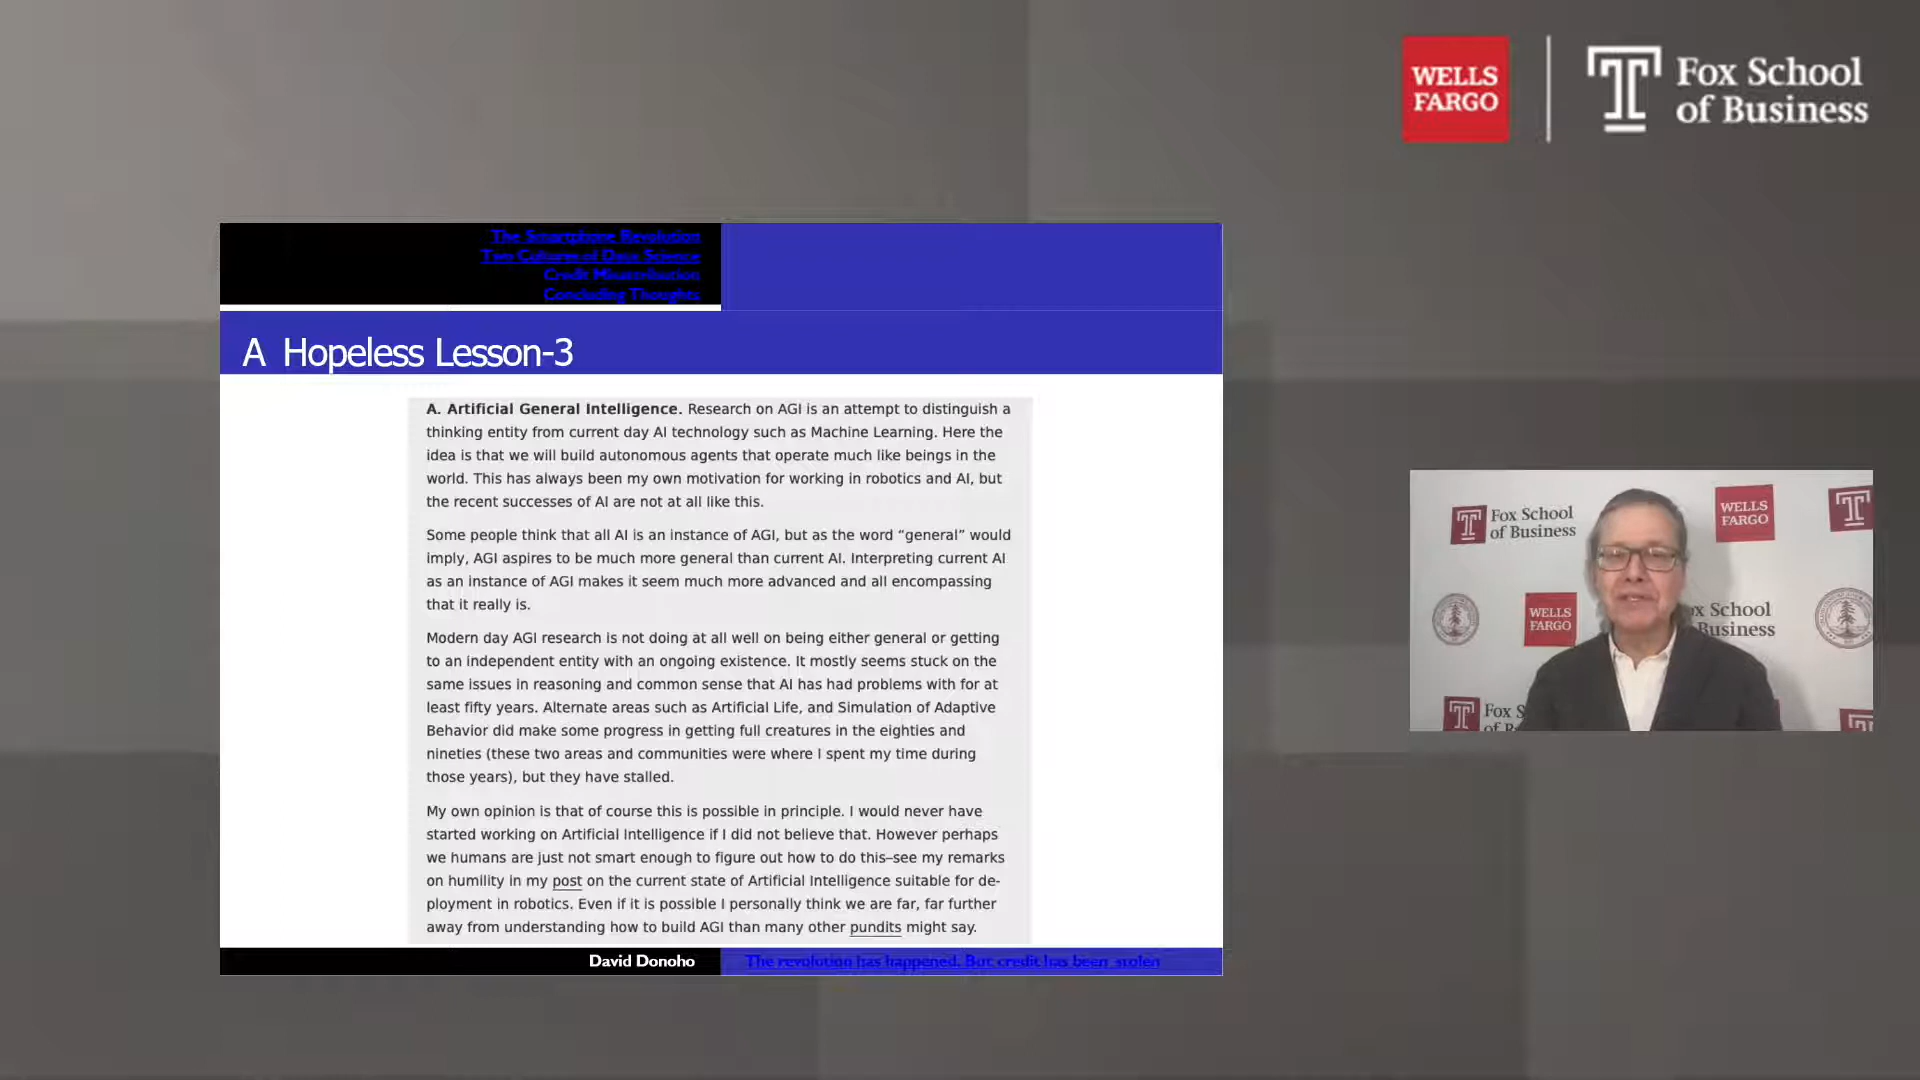 WELLS
FARGO
Fox School
of Business
The Smartphone Revolution
Two Cultures of Data Science
Credit Misattribution
Concluding Thoughts
A Hopeless Lesson-3
A. Artificial General Intelligence. Research on AGI is an attempt to distinguish a
thinking entity from current day AI technology such as Machine Learning. Here the
idea is that we will build autonomous agents that operate much like beings in the
world. This has always been my own motivation for working in robotics and AI, but
the recent successes of AI are not at all like this.
Some people think that all AI is an instance of AGI, but as the word “general” would
imply, AGI aspires to be much more general than current AI. Interpreting current AI
as an instance of AGI makes it seem much more advanced and all encompassing
that it really is.
Modern day AGI research is not doing at all well on being either general or getting
to an independent entity with an ongoing existence. It mostly seems stuck on the
same issues in reasoning and common sense that AI has had problems with for at
least fifty years. Alternate areas such as Artificial Life, and Simulation of Adaptive
Behavior did make some progress in getting full creatures in the eighties and
nineties (these two areas and communities were where I spent my time during
those years), but they have stalled.
My own opinion is that of course this is possible in principle. I would never have
started working on Artificial Intelligence if I did not believe that. However perhaps
we humans are just not smart enough to figure out how to do this–see my remarks
on humility in my post on the current state of Artificial Intelligence suitable for de-
ployment in robotics. Even if it is possible I personally think we are far, far further
away from understanding how to build AGI than many other pundits might say.
David Donoho
The revolution has happened. But credit has been stolen
Fox School
of Business
WELLS
FARGO
WELLS
FARGO
x School
Business
Fox S
of B